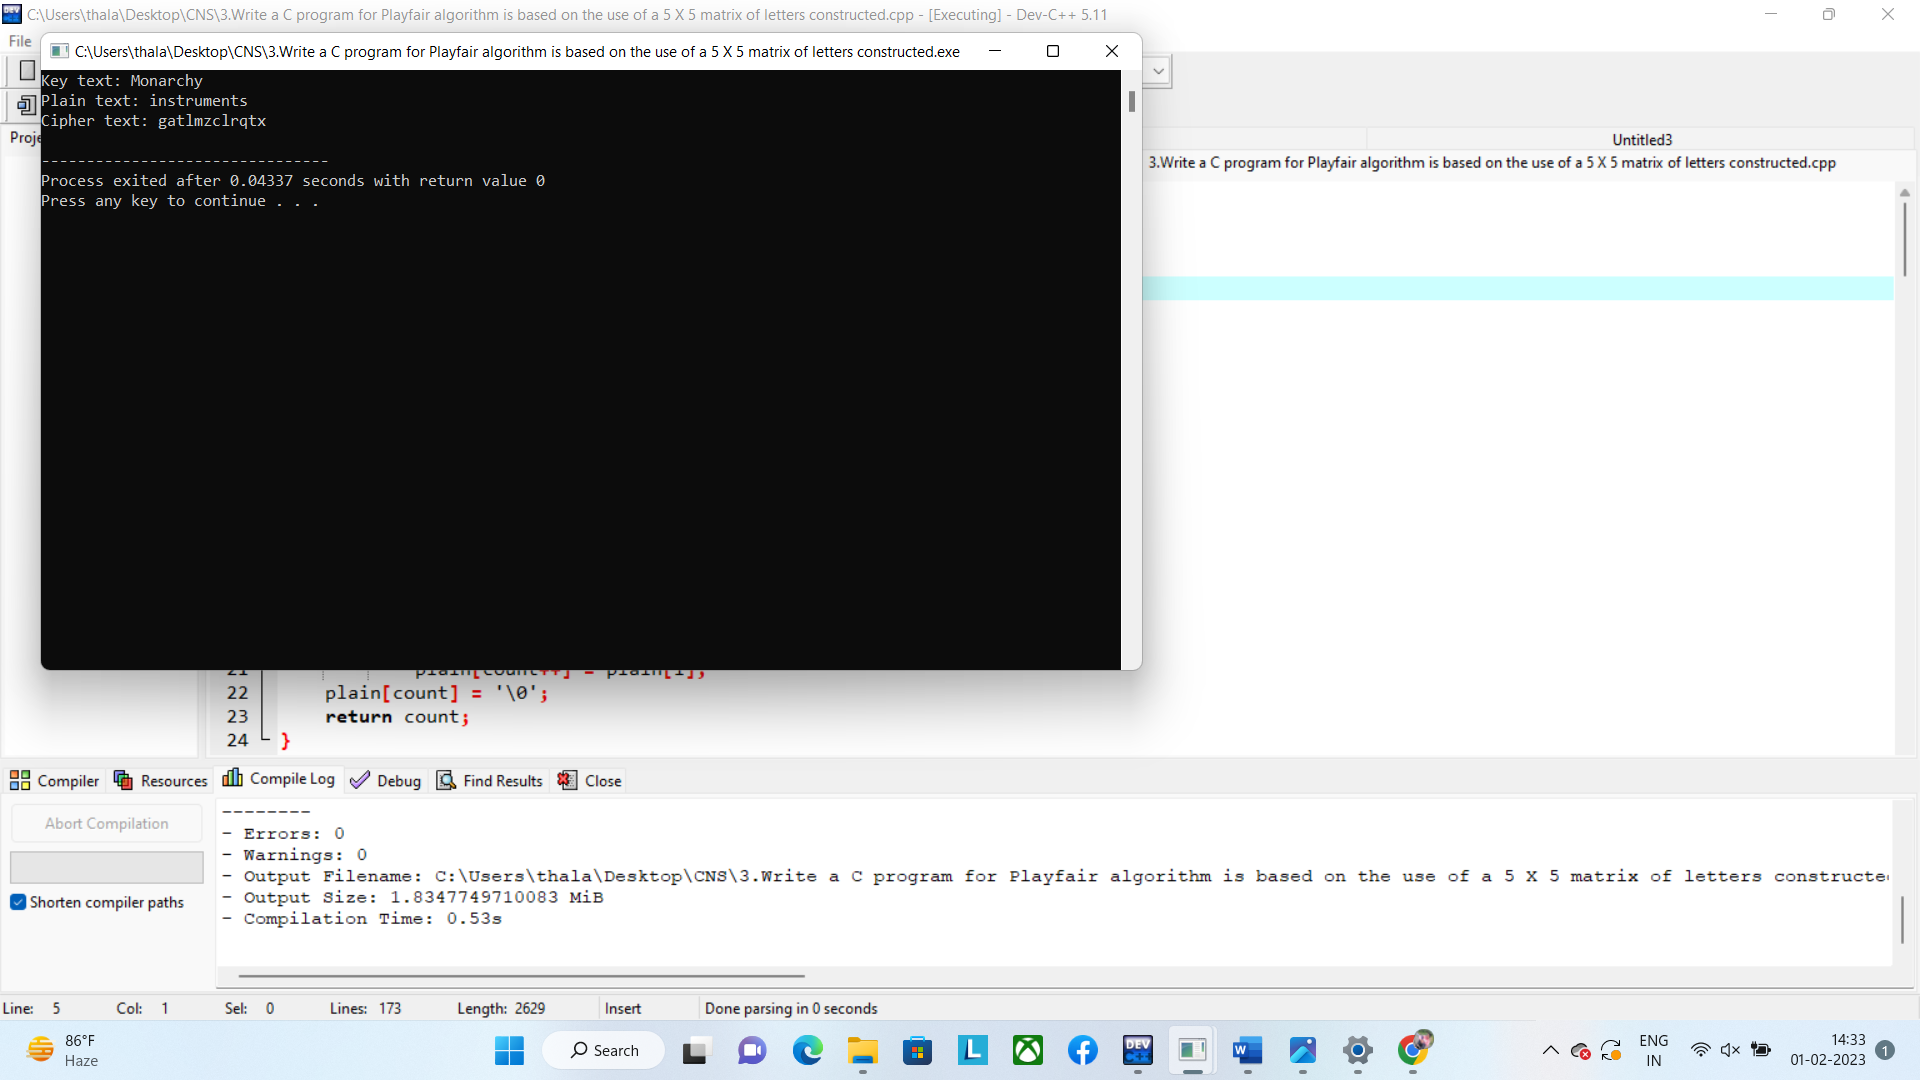 C:\Users\thala\Desktop\CNS\3.Write a C program for Playfair algorithm is based on the use of a 5 X 5 matrix of letters constructed.cpp - [Executing] - Dev-C++ 5.11
File
C:\Users\thala\Desktop\CNS\3.Write a C program for Playfair algorithm is based on the use of a 5 X 5 matrix of letters constructed.exe
Key text: Monarchy
Plain text: instruments
Cipher text: gatlmzclrqtx
--------------------------------
Process exited after 0.04337 seconds with return value 0
Press any key to continue . . .
Proje
Untitled3
3.Write a C program for Playfair algorithm is based on the use of a 5 X 5 matrix of letters constructed.cpp
21 plain[count++] = plain[i];
22 plain[count] = '\0';
23 return count;
24 }
Compiler Resources Compile Log Debug Find Results Close
Abort Compilation
Shorten compiler paths
--------
- Errors: 0
- Warnings: 0
- Output Filename: C:\Users\thala\Desktop\CNS\3.Write a C program for Playfair algorithm is based on the use of a 5 X 5 matrix of letters constructe
- Output Size: 1.8347749710083 MiB
- Compilation Time: 0.53s
Line: 5 Col: 1 Sel: 0 Lines: 173 Length: 2629 Insert Done parsing in 0 seconds
86°F
Haze
Search
DEV
C++
ENG
IN
14:33
01-02-2023
1